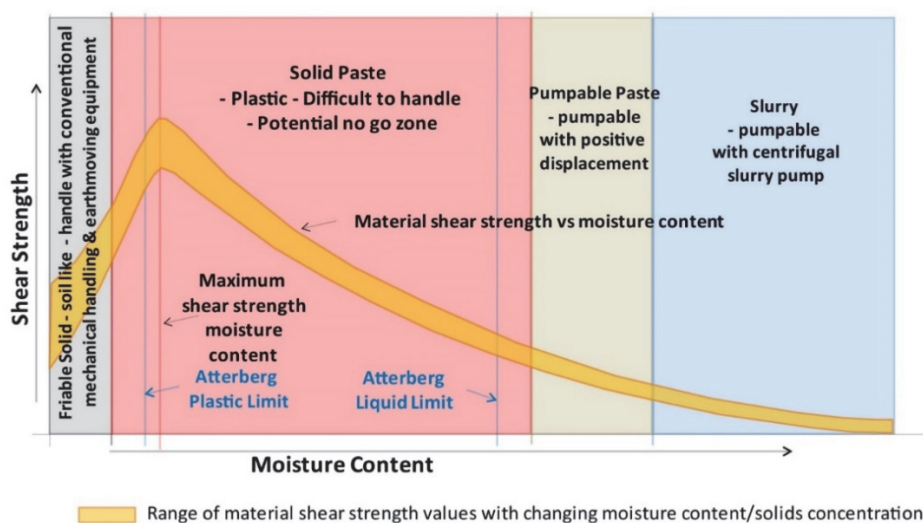 Shear Strength
Friable Solid - soil like - handle with conventional
mechanical handling & earthmoving equipment
Solid Paste
- Plastic - Difficult to handle
- Potential no go zone
Pumpable Paste
- pumpable
with positive
displacement
Slurry
- pumpable
with centrifugal
slurry pump
Material shear strength vs moisture content
Maximum
shear strength
moisture
content
Atterberg
Plastic Limit
Atterberg
Liquid Limit
Moisture Content
Range of material shear strength values with changing moisture content/solids concentration